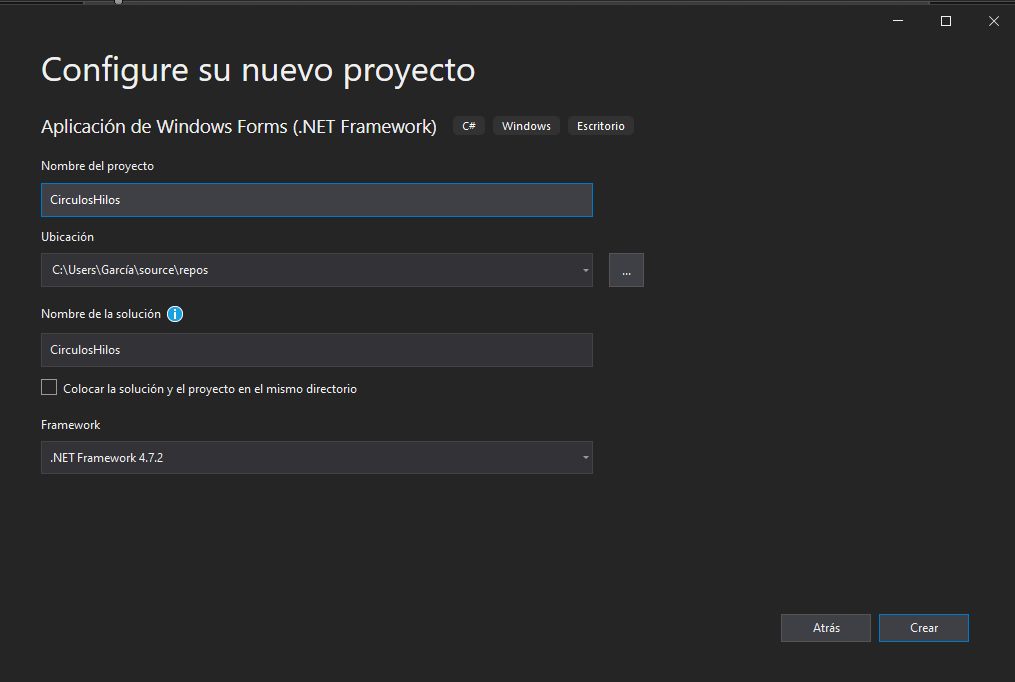 Configure su nuevo proyecto
Aplicación de Windows Forms (.NET Framework) C# Windows Escritorio
Nombre del proyecto
CirculosHilos
Ubicación
C:\Users\García\source\repos ...
Nombre de la solución i
CirculosHilos
Colocar la solución y el proyecto en el mismo directorio
Framework
.NET Framework 4.7.2
Atrás Crear